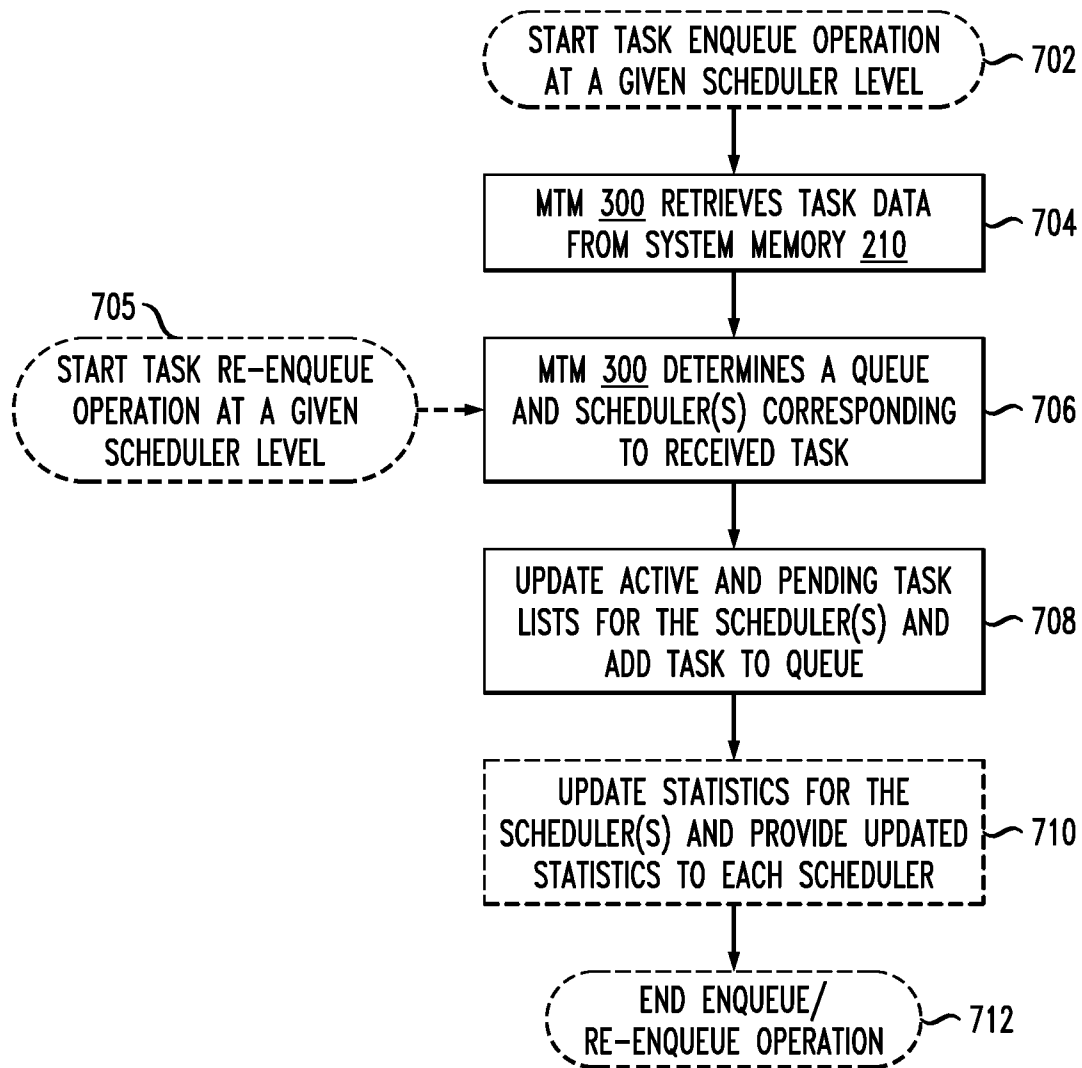 START TASK ENQUEUE OPERATION
AT A GIVEN SCHEDULER LEVEL
702
MTM 300 RETRIEVES TASK DATA
FROM SYSTEM MEMORY 210
704
705
START TASK RE-ENQUEUE
OPERATION AT A GIVEN
SCHEDULER LEVEL
MTM 300 DETERMINES A QUEUE
AND SCHEDULER(S) CORRESPONDING
TO RECEIVED TASK
706
UPDATE ACTIVE AND PENDING TASK
LISTS FOR THE SCHEDULER(S) AND
ADD TASK TO QUEUE
708
UPDATE STATISTICS FOR THE
SCHEDULER(S) AND PROVIDE UPDATED
STATISTICS TO EACH SCHEDULER
710
END ENQUEUE/
RE-ENQUEUE OPERATION
712